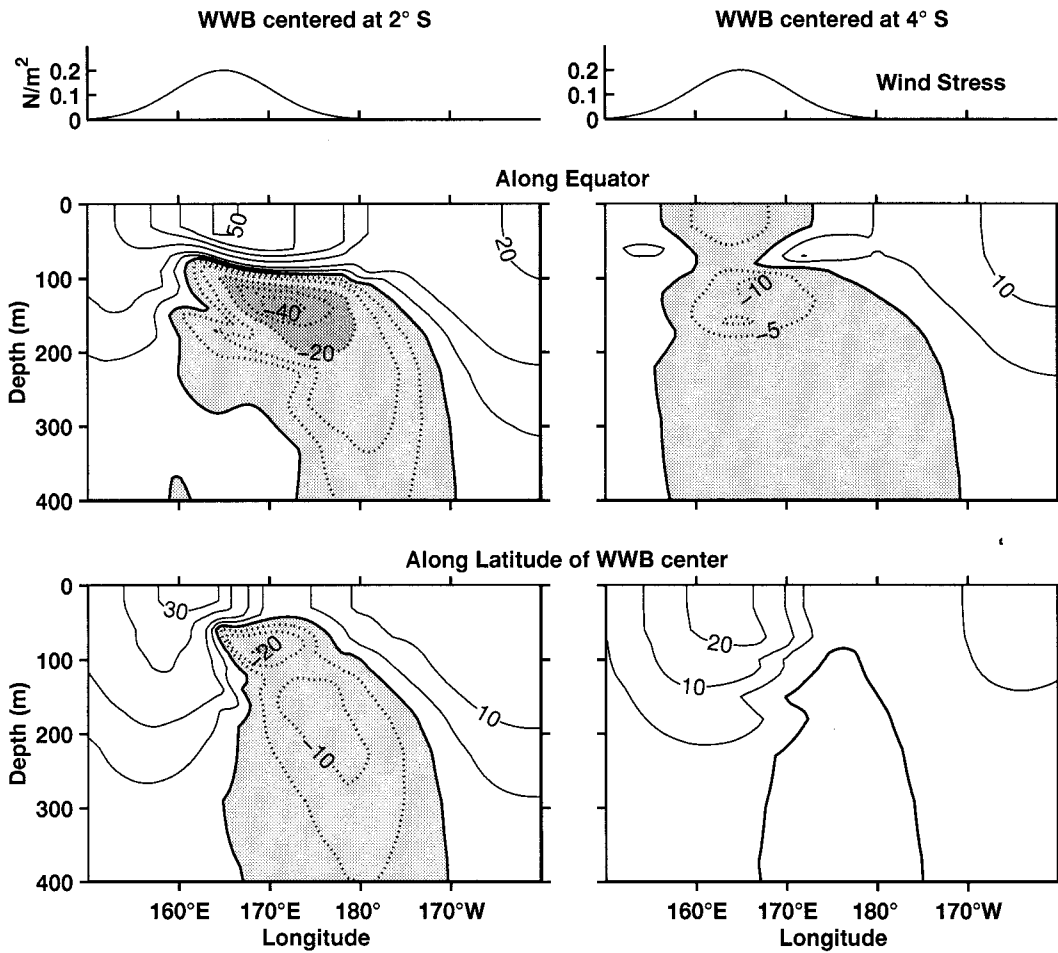 WWB centered at 2° S
WWB centered at 4° S
N/m²
0.2
0.1
0
0.2
0.1
0
Wind Stress
Along Equator
Depth (m)
0
100
200
300
400
50
20
-40
-20
-10
-5
10
Along Latitude of WWB center
Depth (m)
0
100
200
300
400
30
-20
-10
10
20
10
160°E
170°E
180°
170°W
Longitude
160°E
170°E
180°
170°W
Longitude